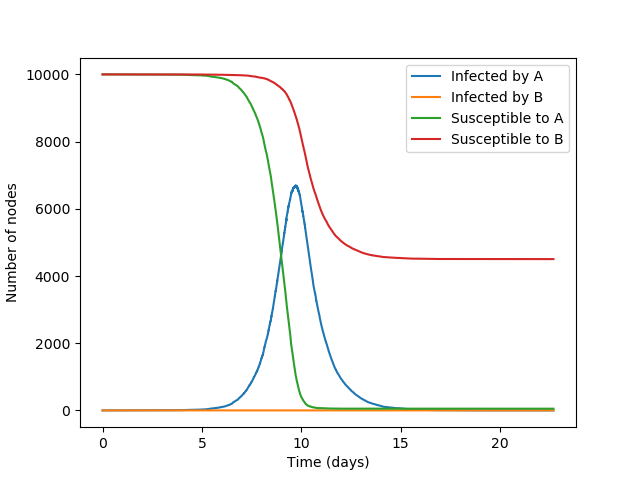 Number of nodes
10000
8000
6000
4000
2000
0
Infected by A
Infected by B
Susceptible to A
Susceptible to B
0 5 10 15 20
Time (days)